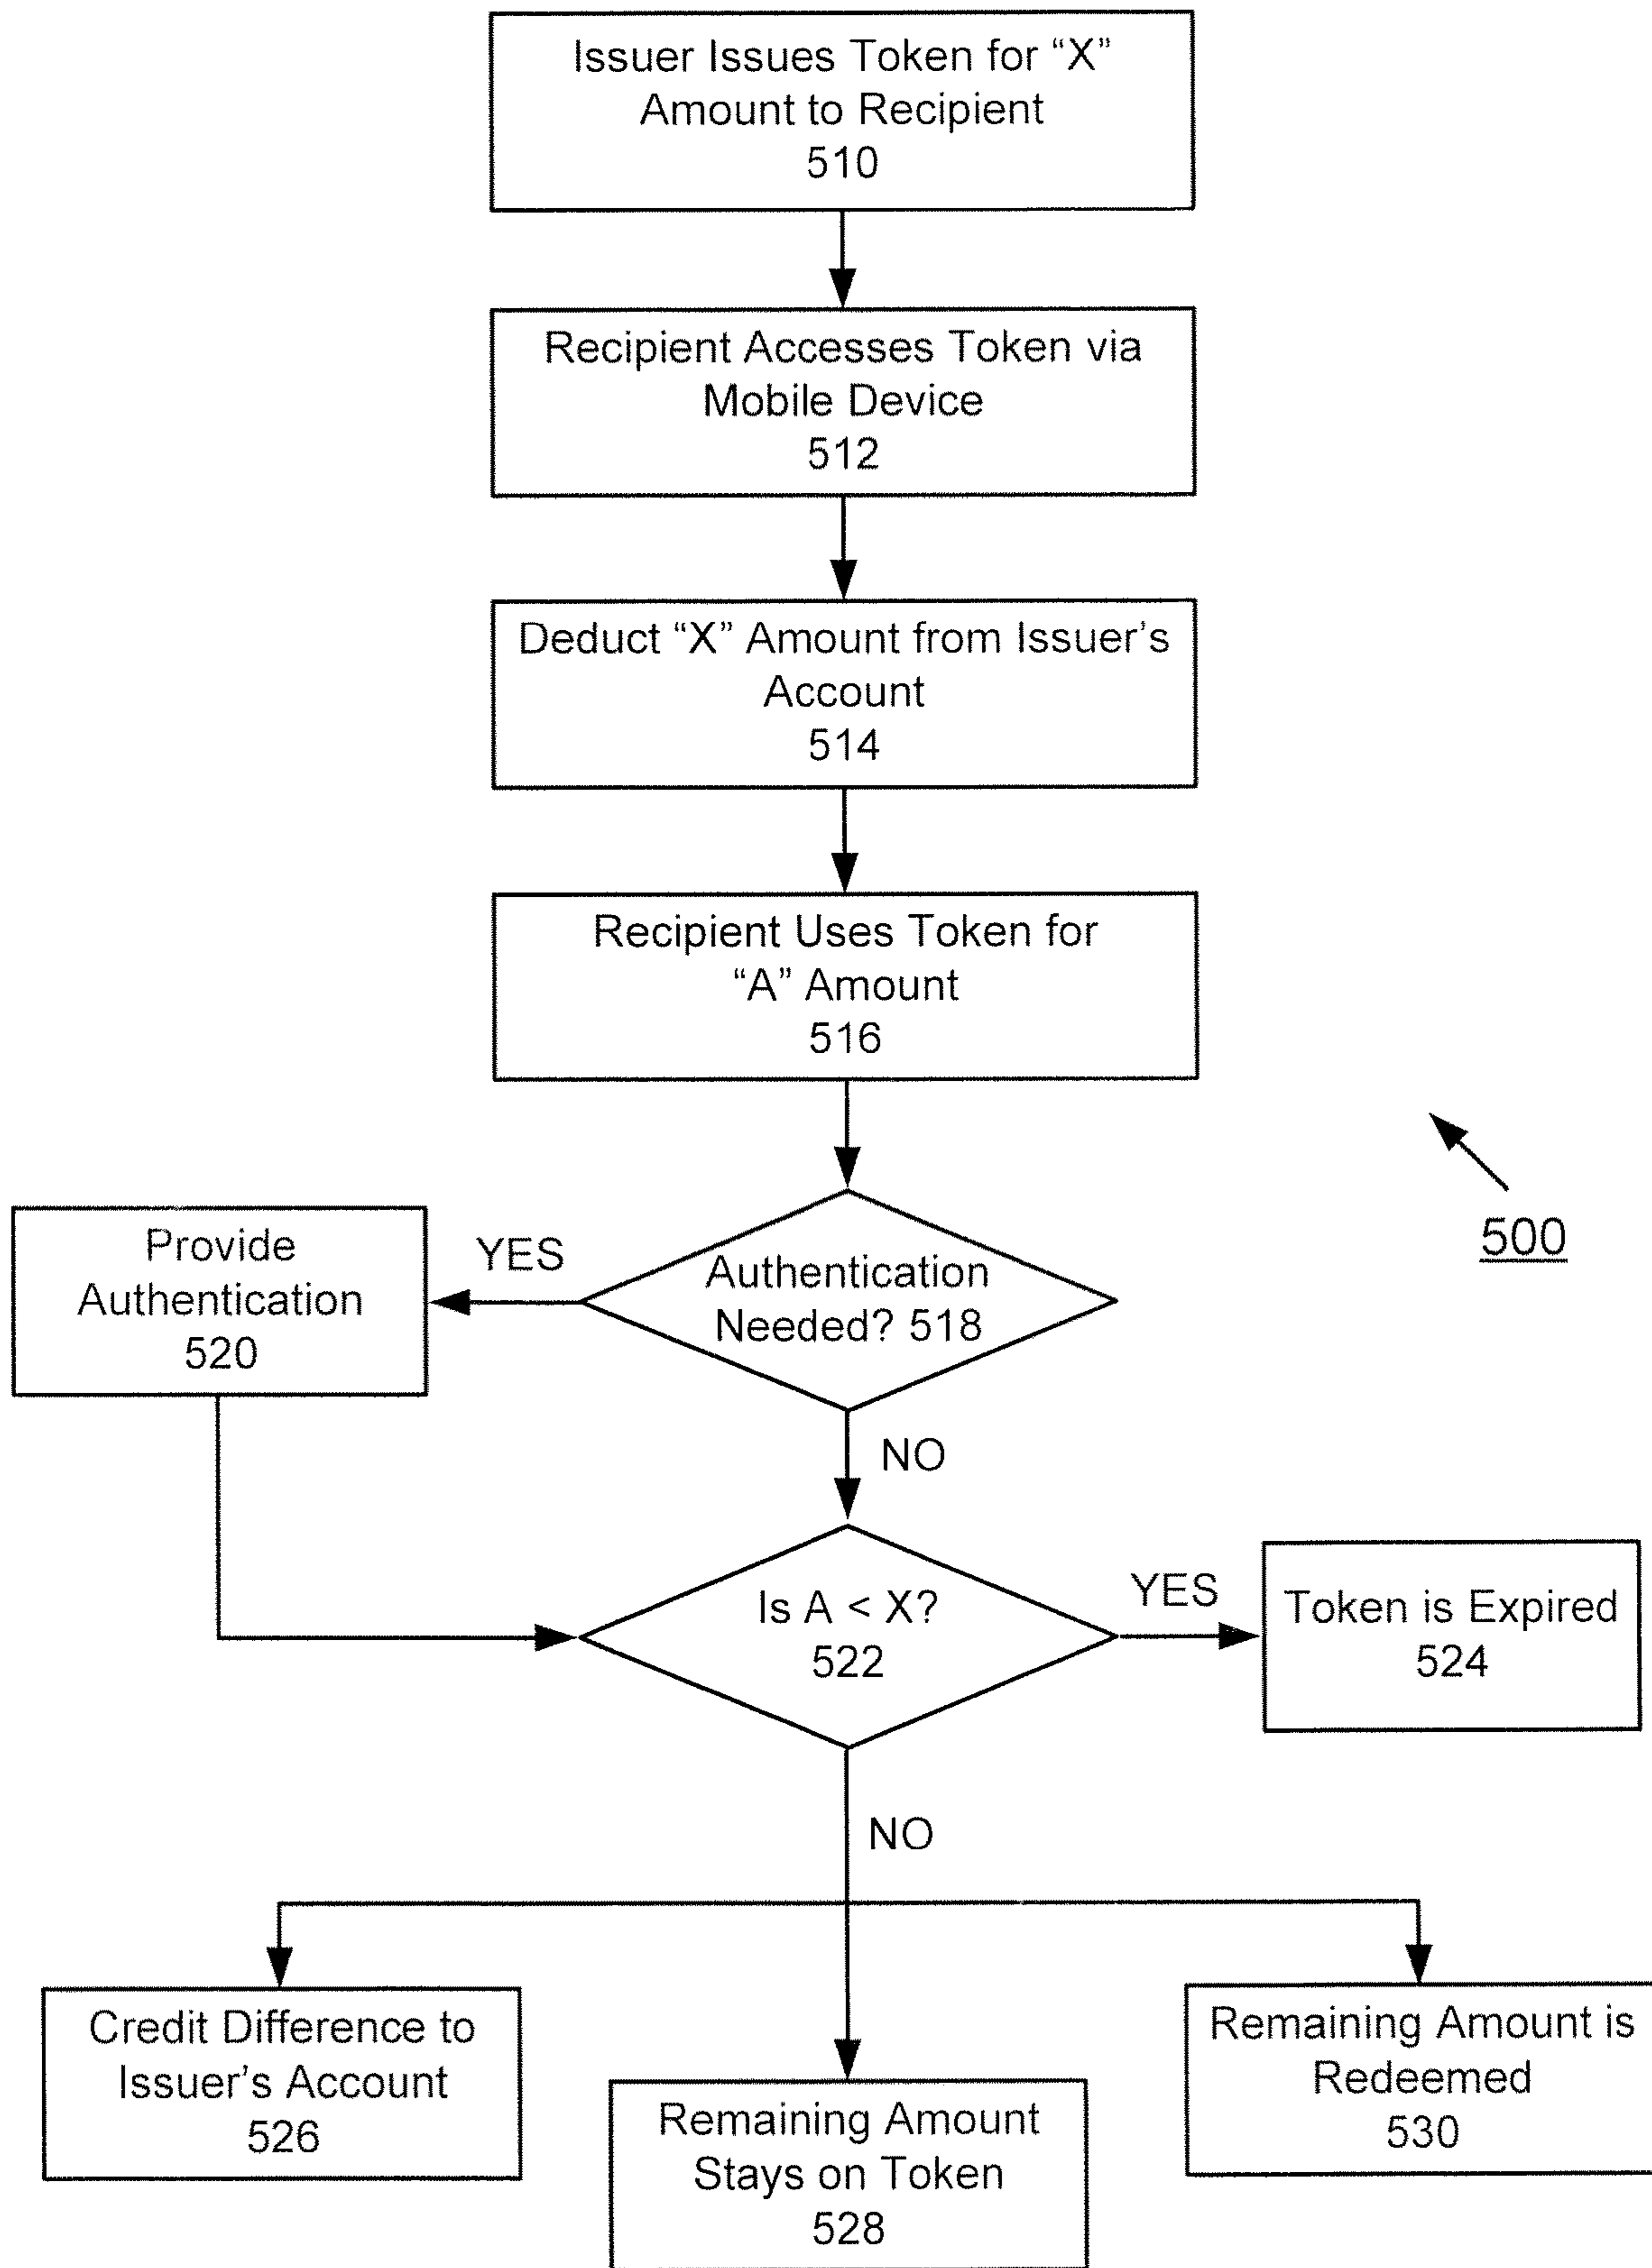 Issuer Issues Token for “X”
Amount to Recipient
510
Recipient Accesses Token via
Mobile Device
512
Deduct “X” Amount from Issuer’s
Account
514
Recipient Uses Token for
“A” Amount
516
500
Provide
Authentication
520
YES
Authentication
Needed? 518
NO
Is A < X?
522
YES
Token is Expired
524
NO
Credit Difference to
Issuer’s Account
526
Remaining Amount
Stays on Token
528
Remaining Amount is
Redeemed
530